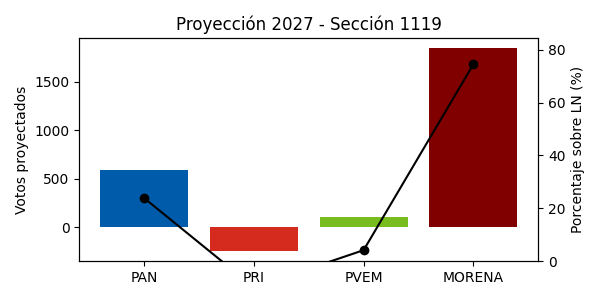 Proyección 2027 - Sección 1119
Votos proyectados
1500
1000
500
0
80
60
40
20
0
Porcentaje sobre LN (%)
PAN PRI PVEM MORENA